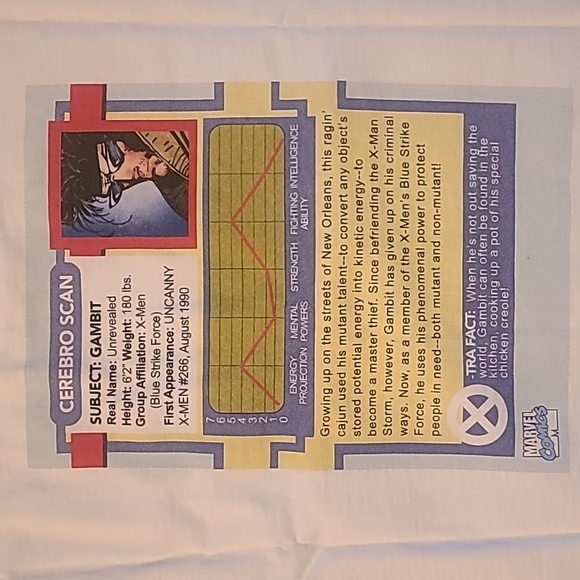 CEREBRO SCAN
SUBJECT: GAMBIT
Real Name: Unrevealed
Height: 6'2" Weight: 180 lbs.
Group Affiliation: X-Men
(Blue Strike Force)
First Appearance: UNCANNY
X-MEN #266, August 1990
7
6
5
4
3
2
1
0
ENERGY MENTAL STRENGTH FIGHTING INTELLIGENCE
PROJECTION POWERS ABILITY
Growing up on the streets of New Orleans, this ragin'
cajun used his mutant talent--to convert any object's
stored potential energy into kinetic energy--to
become a master thief. Since befriending the X-Man
Storm, however, Gambit has given up on his criminal
ways. Now, as a member of the X-Men's Blue Strike
Force, he uses his phenomenal power to protect
people in need--both mutant and non-mutant!
X-TRA FACT: When he's not out saving the
world, Gambit can often be found in the
kitchen, cooking up a pot of his special
chicken creole!
MARVEL
COMICS